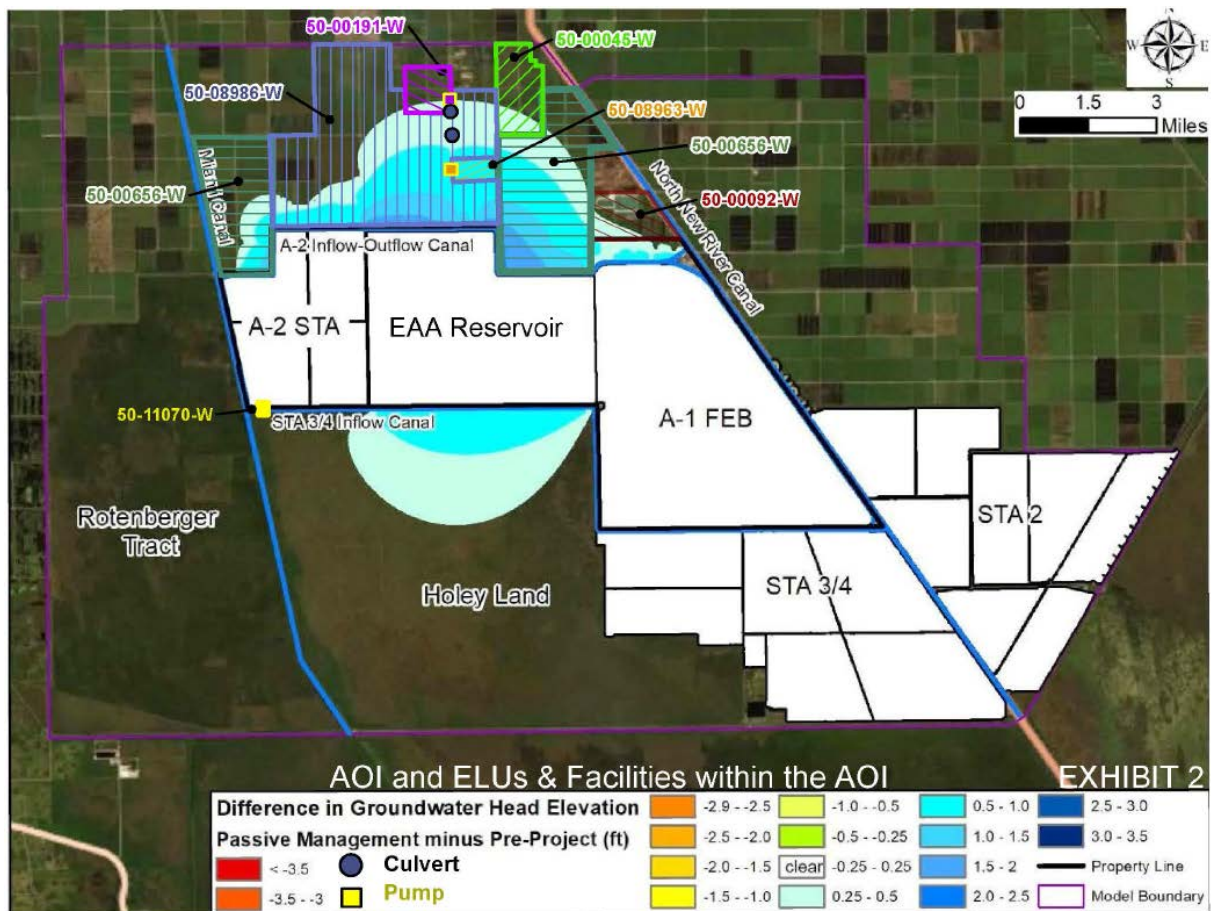 50-00191-W
50-00045-W
N
W E
S
50-08986-W
50-08963-W
0 1.5 3
Miles
50-00656-W
Miami Canal
North New River Canal
50-00656-W
50-00092-W
A-2 Inflow-Outflow Canal
A-2 STA
EAA Reservoir
50-11070-W
STA 3/4 Inflow Canal
A-1 FEB
Rotenberger
Tract
STA 2
Holey Land
STA 3/4
AOI and ELUs & Facilities within the AOI
EXHIBIT 2
Difference in Groundwater Head Elevation
Passive Management minus Pre-Project (ft)
< -3.5
-3.5 - -3
Culvert
Pump
-2.9 - -2.5
-2.5 - -2.0
-2.0 - -1.5
-1.5 - -1.0
-1.0 - -0.5
-0.5 - -0.25
clear -0.25 - 0.25
0.25 - 0.5
0.5 - 1.0
1.0 - 1.5
1.5 - 2
2.0 - 2.5
2.5 - 3.0
3.0 - 3.5
Property Line
Model Boundary